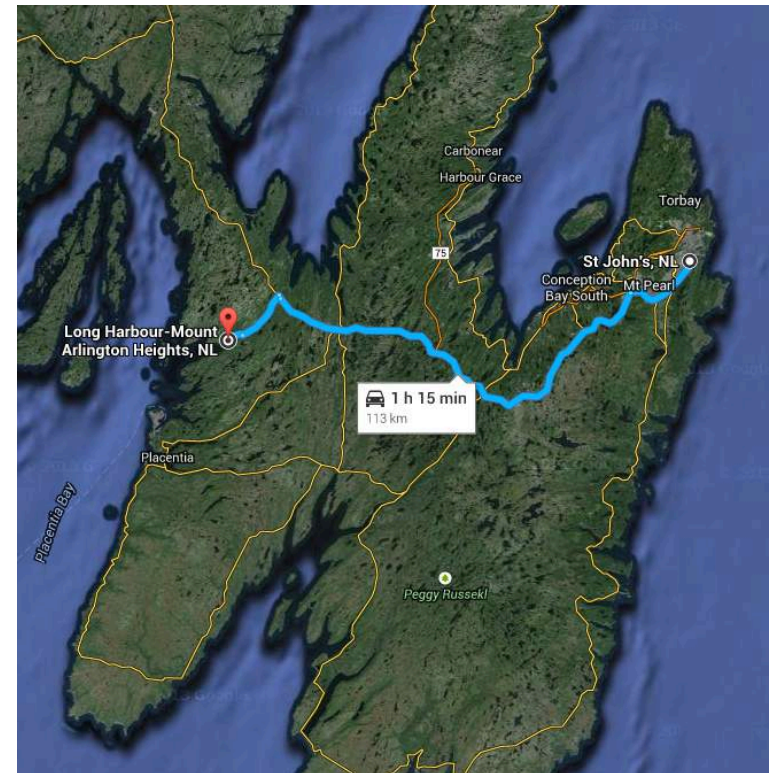 Carbonear
Harbour Grace
Torbay
75
St John's, NL
Conception
Bay South
Mt Pearl
Long Harbour-Mount
Arlington Heights, NL
1 h 15 min
113 km
Placentia
Placentia Bay
Peggy Russekl